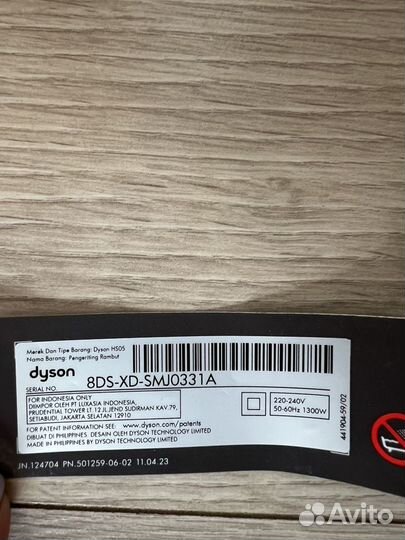 Merek Dan Tipe Barang: Dyson HS05
Nama Barang: Pengeriting Rambut
dyson
SERIAL NO.
8DS-XD-SMJ0331A
FOR INDONESIA ONLY
DIIMPOR OLEH PT LUXASIA INDONESIA,
PRUDENTIAL TOWER LT 12 JL.JEND SUDIRMAN KAV.79,
SETIABUDI, JAKARTA SELATAN 12910
220-240V
50-60Hz 1300W
FOR PATENTS INFORMATION SEE: www.dyson.com/patents
DIBUAT DI PHILIPPINES. DESAIN OLEH DYSON TECHNOLOGY LIMITED
MADE IN PHILIPPINES BY DYSON TECHNOLOGY LIMITED
441904-59/02
JN.124704 PN.501259-06-02 11.04.23
Avito